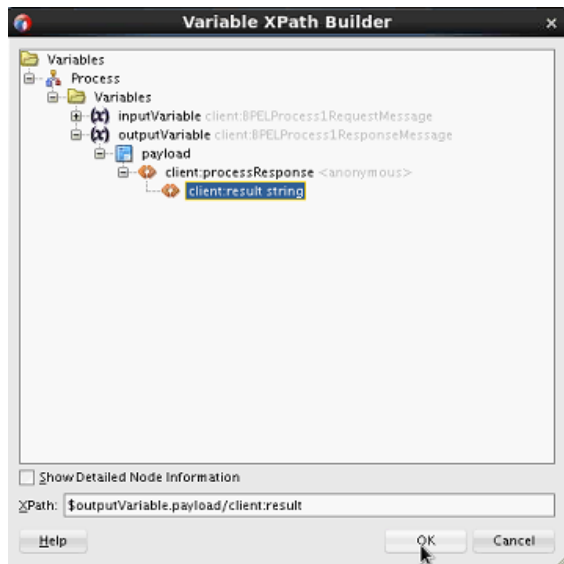 Variable XPath Builder
Variables
Process
Variables
inputVariable client:BPELProcess1RequestMessage
outputVariable client:BPELProcess1ResponseMessage
payload
client:processResponse <anonymous>
client:result string
Show Detailed Node Information
XPath: $outputVariable.payload/client:result
Help OK Cancel